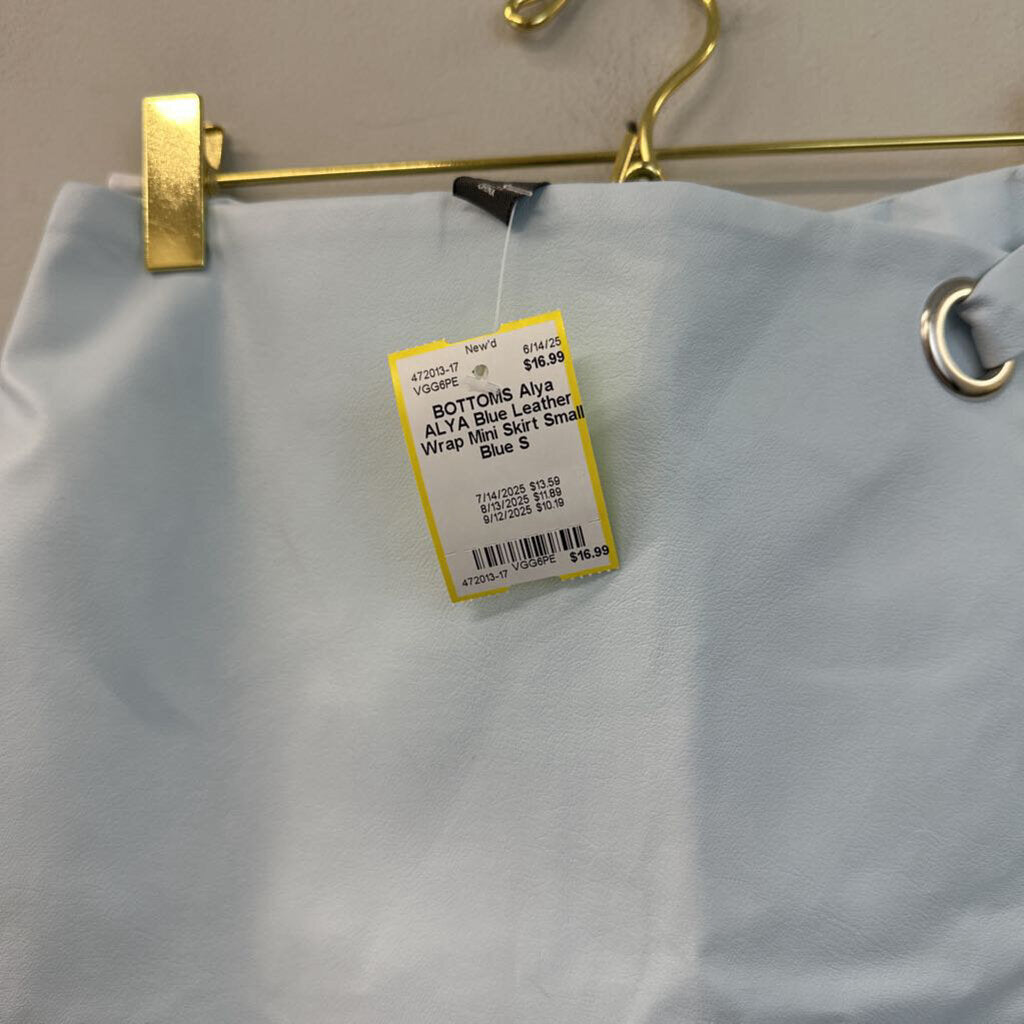 New'd
472013-17 6/14/25
VGG6PE $16.99
BOTTOMS Alya
ALYA Blue Leather
Wrap Mini Skirt Small
Blue S
7/14/2025 $13.59
8/13/2025 $11.89
9/12/2025 $10.19
472013-17 VGG6PE $16.99